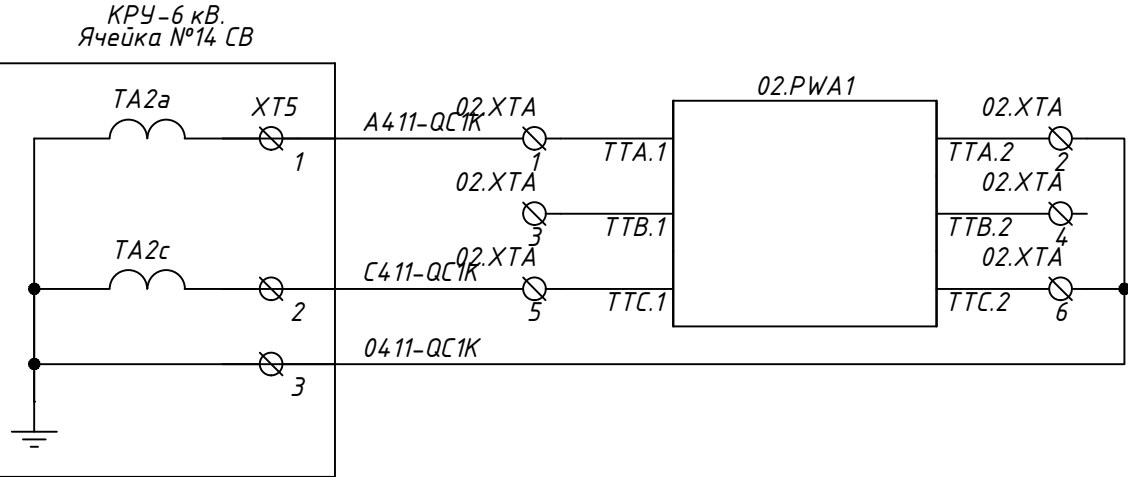 КРУ-6 кВ.
Ячейка №14 СВ
02.PWA1
TA2a
XT5
02.XTA
02.XTA
A411-QC1K
1
1
TTA.1
TTA.2
2
02.XTA
02.XTA
3
TTB.1
TTB.2
4
TA2c
02.XTA
02.XTA
C411-QC1K
2
5
TTC.1
TTC.2
6
0411-QC1K
3